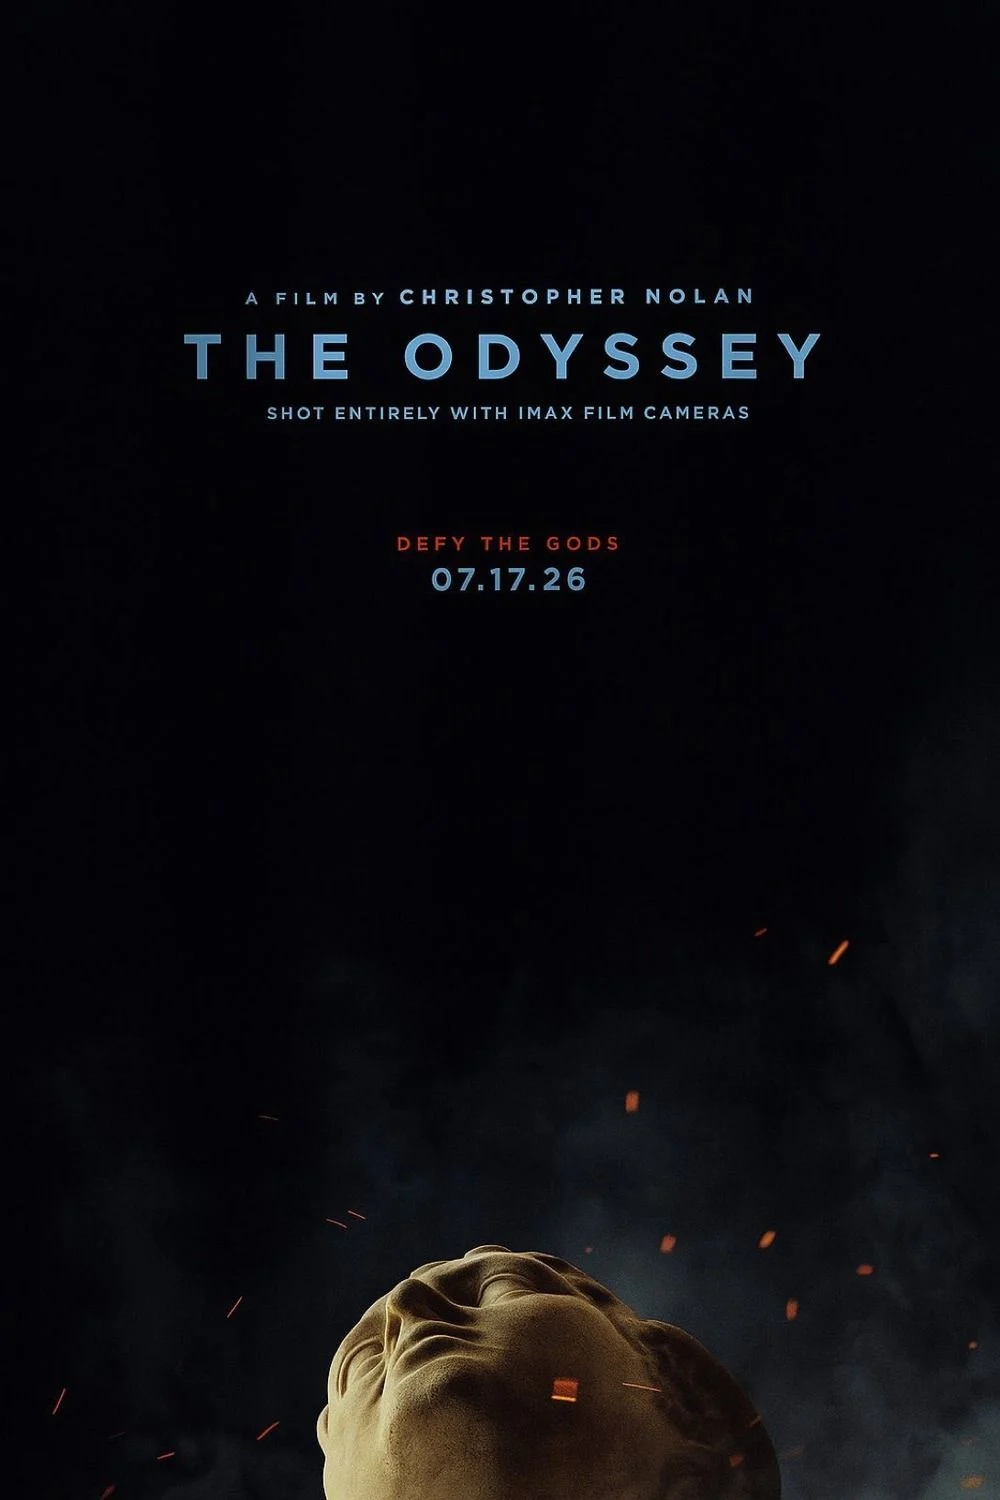 A FILM BY CHRISTOPHER NOLAN
THE ODYSSEY
SHOT ENTIRELY WITH IMAX FILM CAMERAS
DEFY THE GODS
07.17.26